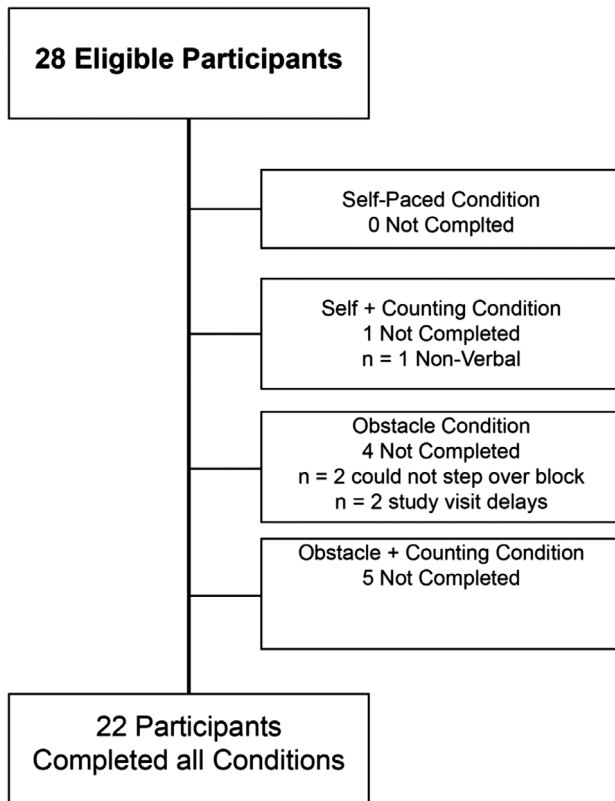 28 Eligible Participants
Self-Paced Condition
0 Not Complted
Self + Counting Condition
1 Not Completed
n = 1 Non-Verbal
Obstacle Condition
4 Not Completed
n = 2 could not step over block
n = 2 study visit delays
Obstacle + Counting Condition
5 Not Completed
22 Participants
Completed all Conditions